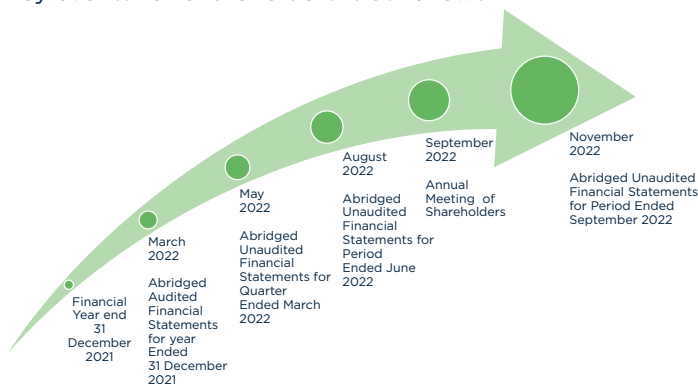 Financial
Year end
31
December
2021
March
2022
Abridged
Audited
Financial
Statements
for year
Ended
31 December
2021
May
2022
Abridged
Unaudited
Financial
Statements for
Quarter
Ended March
2022
August
2022
Abridged
Unaudited
Financial
Statements for
Period
Ended June
2022
September
2022
Annual
Meeting of
Shareholders
November
2022
Abridged Unaudited
Financial Statements
for Period Ended
September 2022